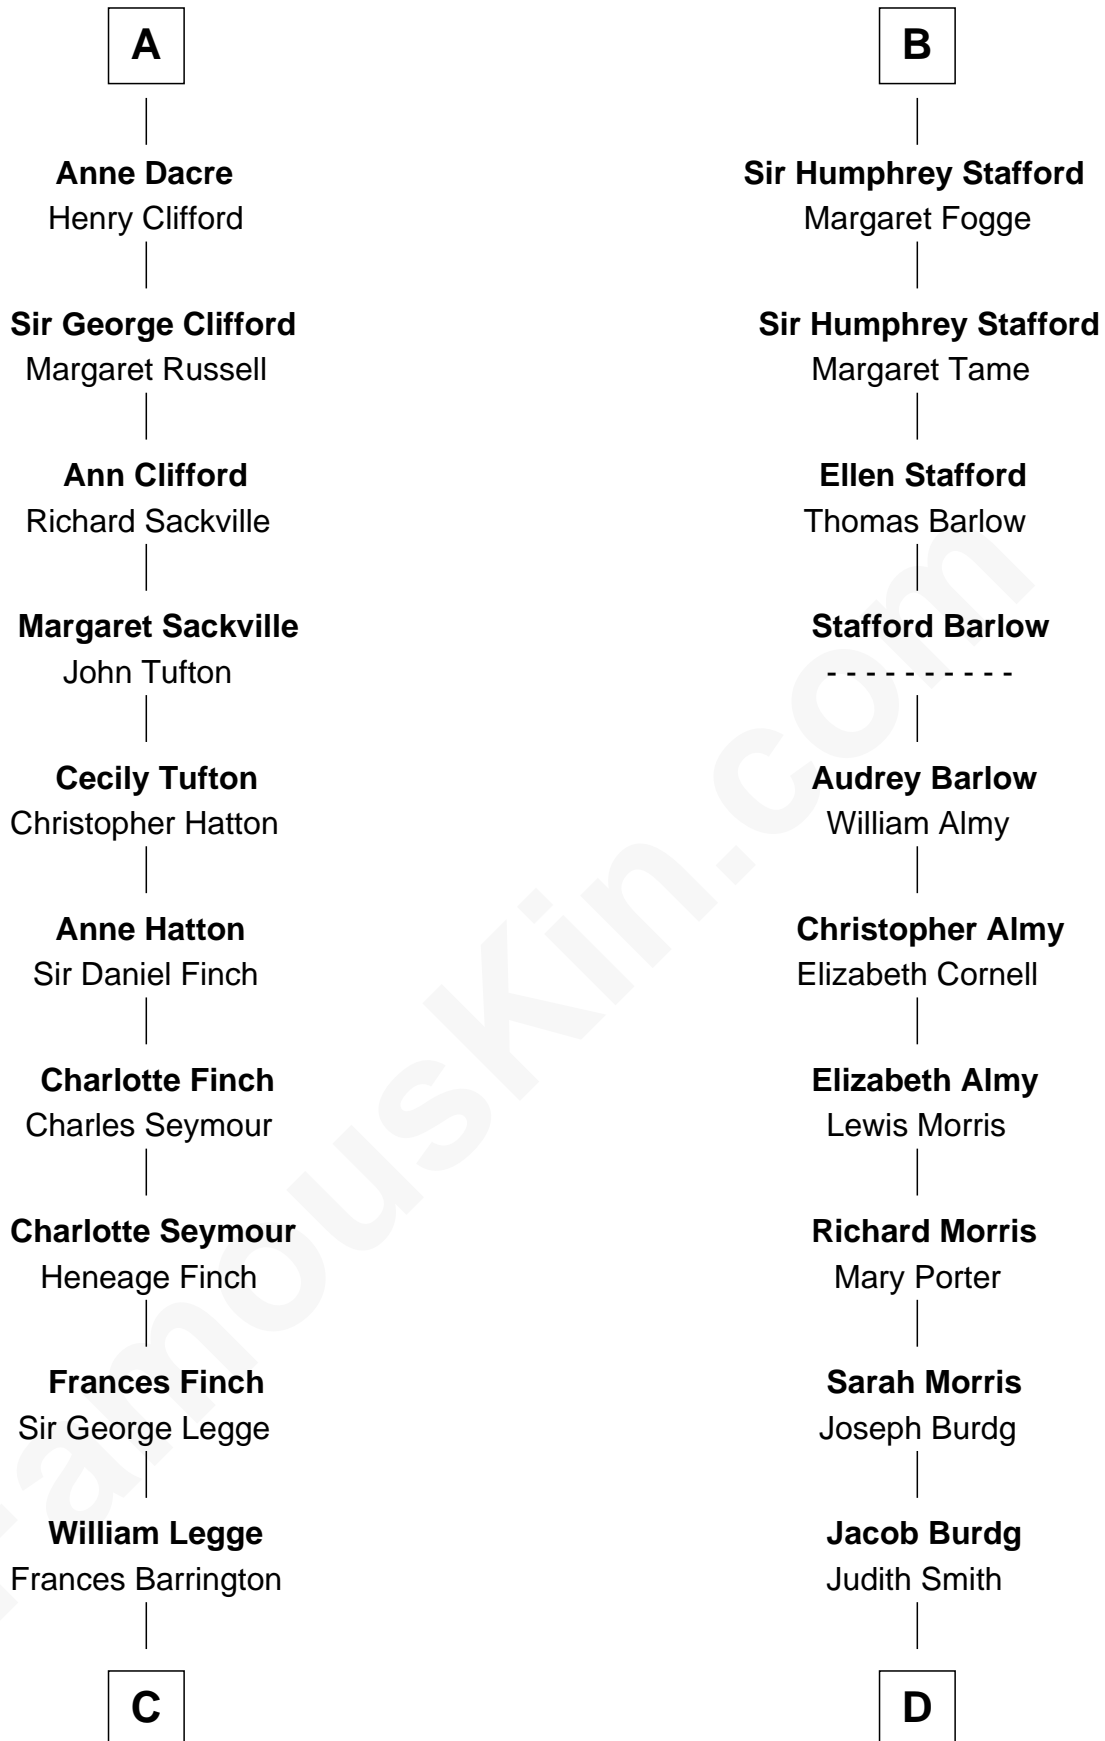 A
Anne Dacre
Henry Clifford
Sir George Clifford
Margaret Russell
Ann Clifford
Richard Sackville
Margaret Sackville
John Tufton
Cecily Tufton
Christopher Hatton
Anne Hatton
Sir Daniel Finch
Charlotte Finch
Charles Seymour
Charlotte Seymour
Heneage Finch
Frances Finch
Sir George Legge
William Legge
Frances Barrington
C
B
Sir Humphrey Stafford
Margaret Fogge
Sir Humphrey Stafford
Margaret Tame
Ellen Stafford
Thomas Barlow
Stafford Barlow
- - - - - - - - - -
Audrey Barlow
William Almy
Christopher Almy
Elizabeth Cornell
Elizabeth Almy
Lewis Morris
Richard Morris
Mary Porter
Sarah Morris
Joseph Burdg
Jacob Burdg
Judith Smith
D
FamousKin.com